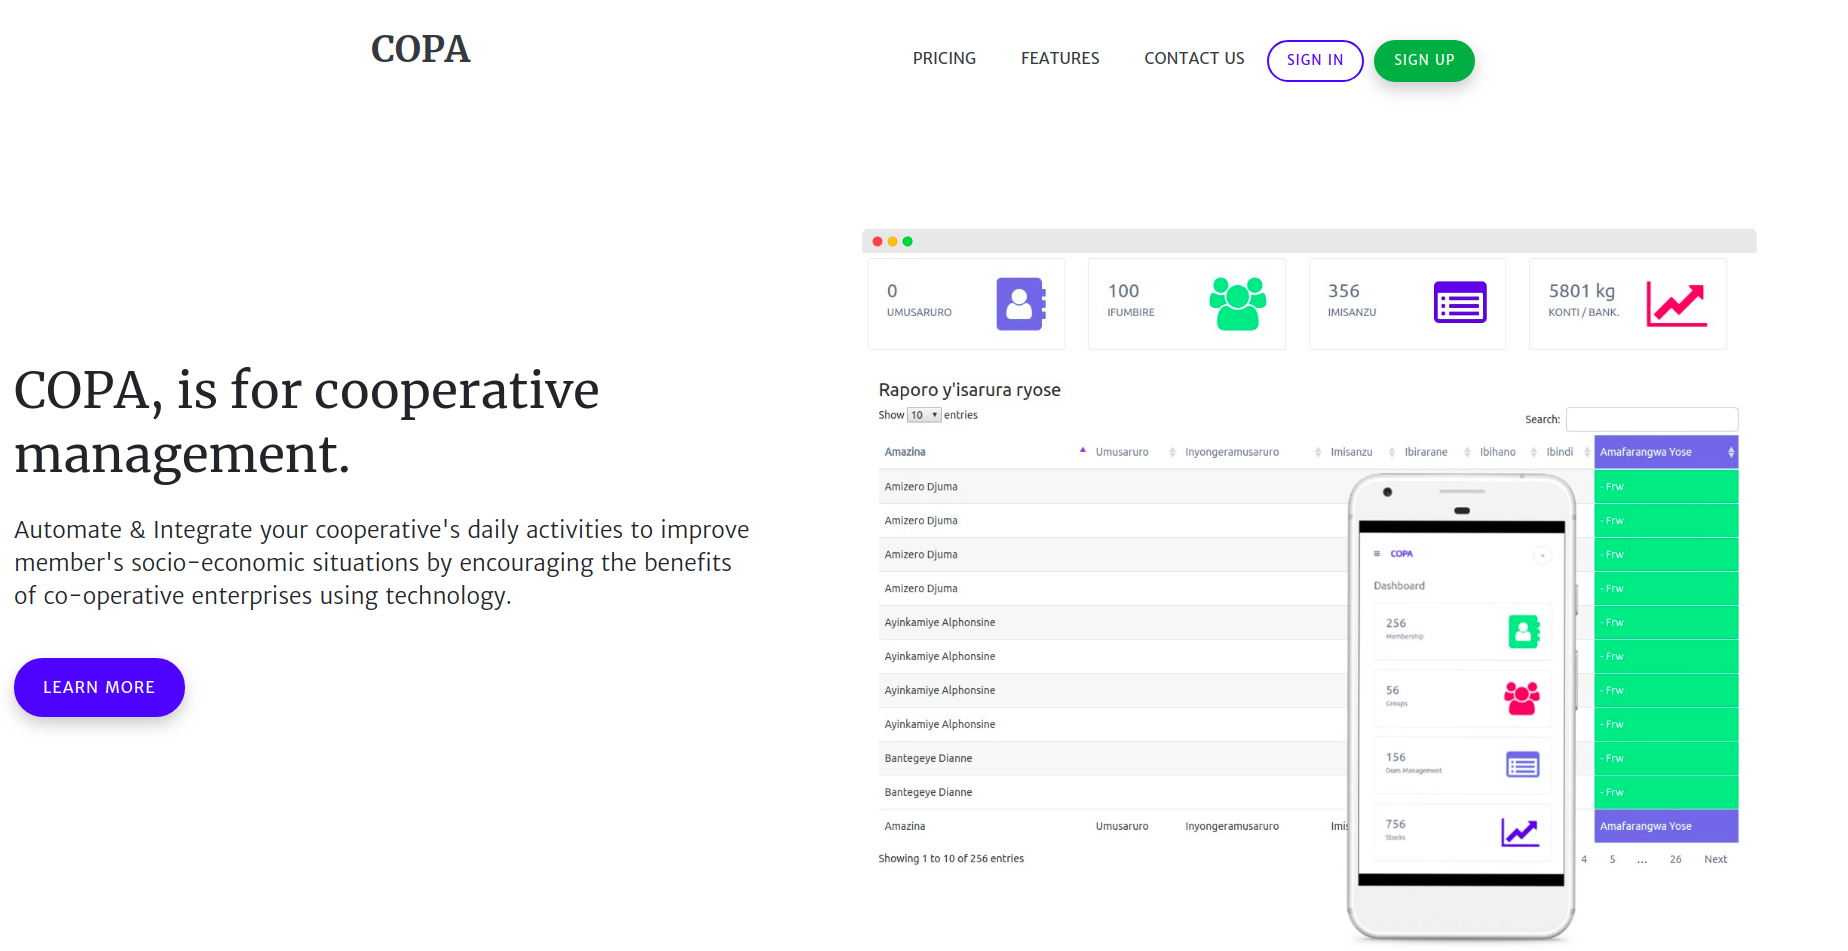 COPA
PRICING FEATURES CONTACT US SIGN IN SIGN UP
COPA, is for cooperative
management.
Automate & Integrate your cooperative's daily activities to improve
member's socio-economic situations by encouraging the benefits
of co-operative enterprises using technology.
LEARN MORE
0
UMUSARURO
100
IFUMBIRE
356
IMISANZU
5801 kg
KONTI / BANK.
Raporo y'isarura ryose
Show 10 entries
Search:
Amazina Umusaruro Inyongeramusaruro Imisanzu Ibirarane Ibihano Ibindi Amafarangwa Yose
Amizero Djuma - Frw
Amizero Djuma - Frw
Amizero Djuma - Frw
Amizero Djuma - Frw
Ayinkamiye Alphonsine - Frw
Ayinkamiye Alphonsine - Frw
Ayinkamiye Alphonsine - Frw
Ayinkamiye Alphonsine - Frw
Bantegeye Dianne - Frw
Bantegeye Dianne - Frw
Amazina Umusaruro Inyongeramusaruro Imis Amafarangwa Yose
Showing 1 to 10 of 256 entries
4 5 ... 26 Next
COPA
Dashboard
256
Membership
56
Groups
156
Dues Management
756
Stocks